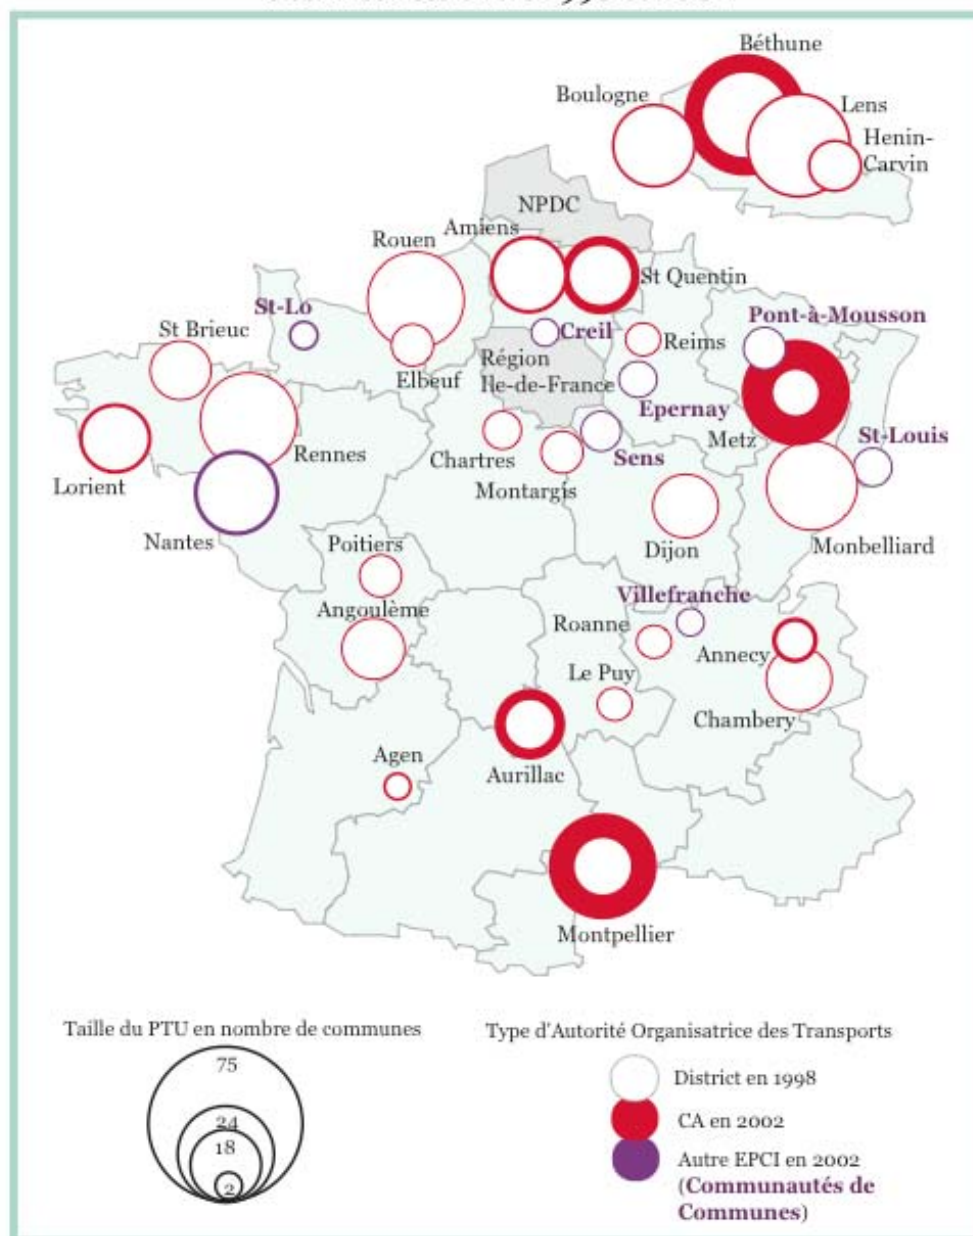 Béthune
Boulogne
Lens
Henin-
Carvin
NPDC
Amiens
Rouen
St Quentin
St-Lo
Pont-à-Mousson
St Brieuc
Creil
Reims
Elbeuf
Région
Ile-de-France
Epernay
Metz
St-Louis
Lorient
Rennes
Chartres
Sens
Montargis
Nantes
Dijon
Monbelliard
Poitiers
Villefranche
Angoulème
Roanne
Annecy
Le Puy
Chambery
Agen
Aurillac
Montpellier
Taille du PTU en nombre de communes
75
24
18
2
Type d'Autorité Organisatrice des Transports
District en 1998
CA en 2002
Autre EPCI en 2002
(Communautés de
Communes)